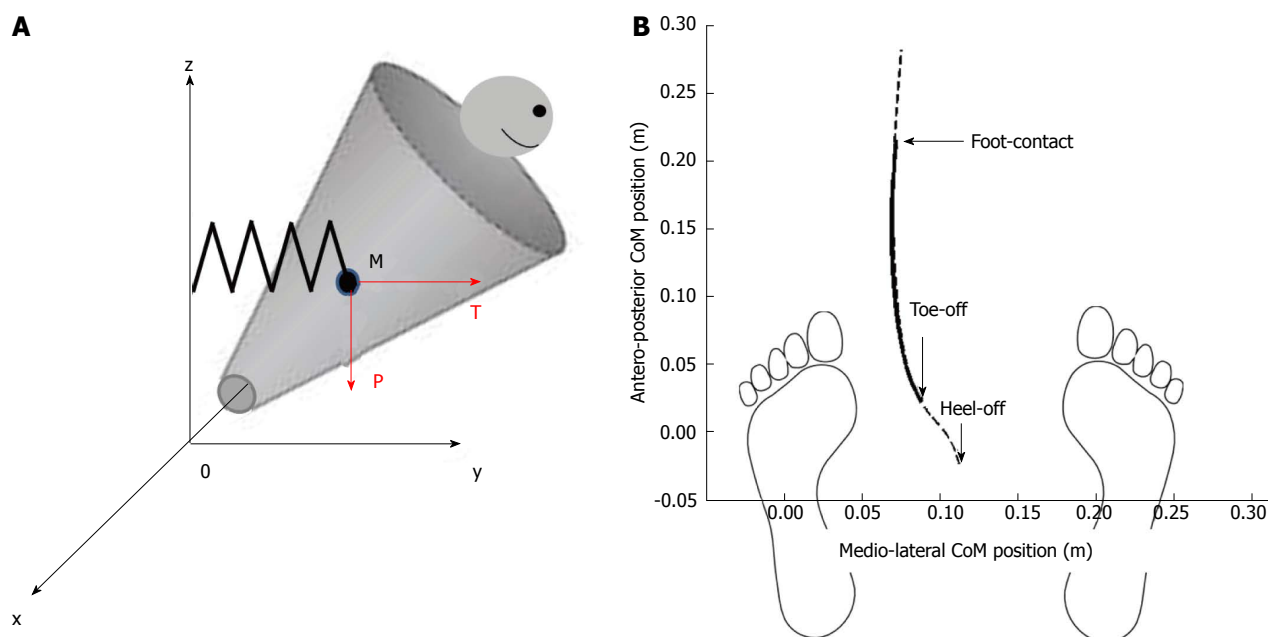 A
z
M
T
P
0
y
x
B
Antero-posterior CoM position (m)
0.30
0.25
0.20
0.15
0.10
0.05
0.00
-0.05
Foot-contact
Toe-off
Heel-off
0.00 0.05 0.10 0.15 0.20 0.25 0.30
Medio-lateral CoM position (m)